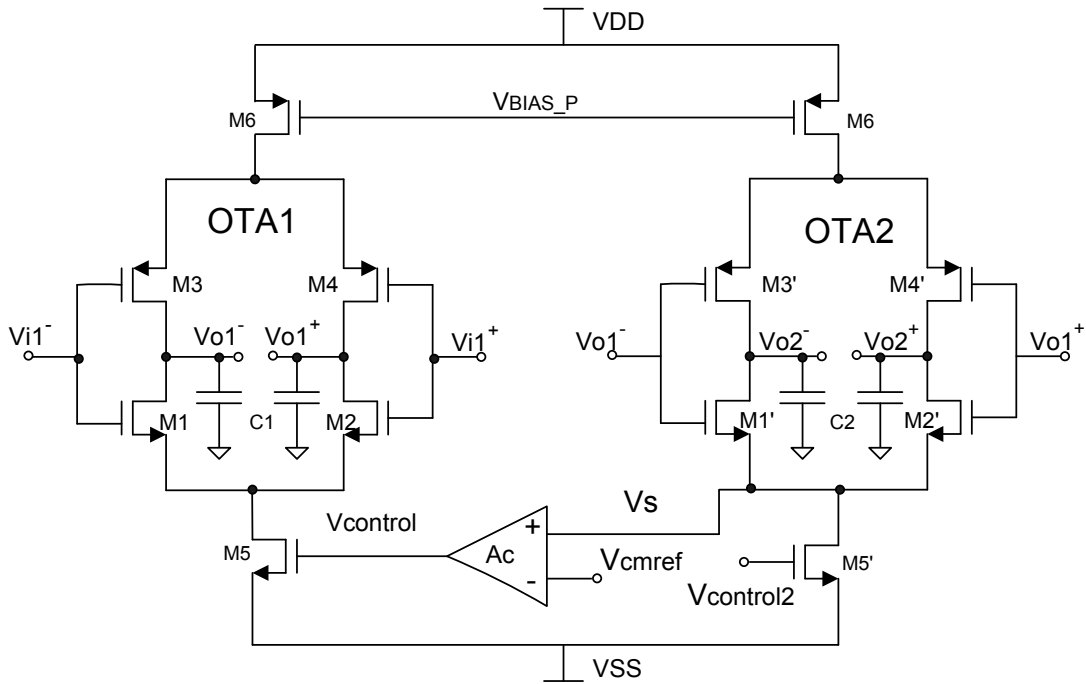 VDD
VBIAS_P
M6
M6
OTA1
OTA2
M3
M4
M3'
M4'
Vi1-
Vo1-
Vo1+
Vi1+
Vo1-
Vo2-
Vo2+
Vo1+
M1
C1
M2
M1'
C2
M2'
Vs
Vcontrol
+
Ac
-
Vcmref
M5
M5'
Vcontrol2
VSS